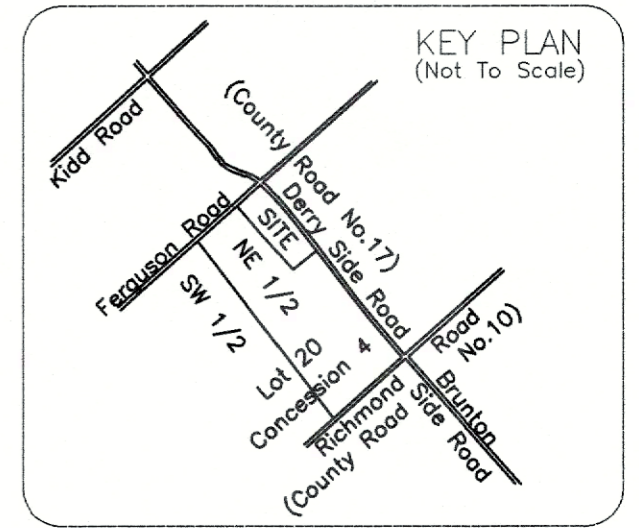 KEY PLAN
(Not To Scale)
Kidd Road
(County Road No.17)
Ferguson Road
Derry Side Road
SITE
NE 1/2
SW 1/2
Lot 20
Concession 4
Richmond Road
(County Road No.10)
Brunton
Side Road